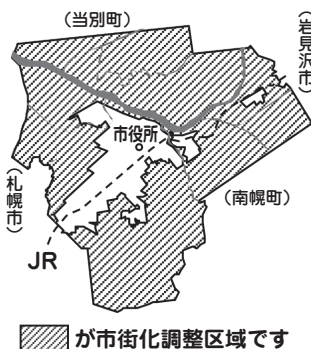 （当別町）
（岩見沢市）
市役所
（札幌市）
（南幌町）
JR
が市街化調整区域です